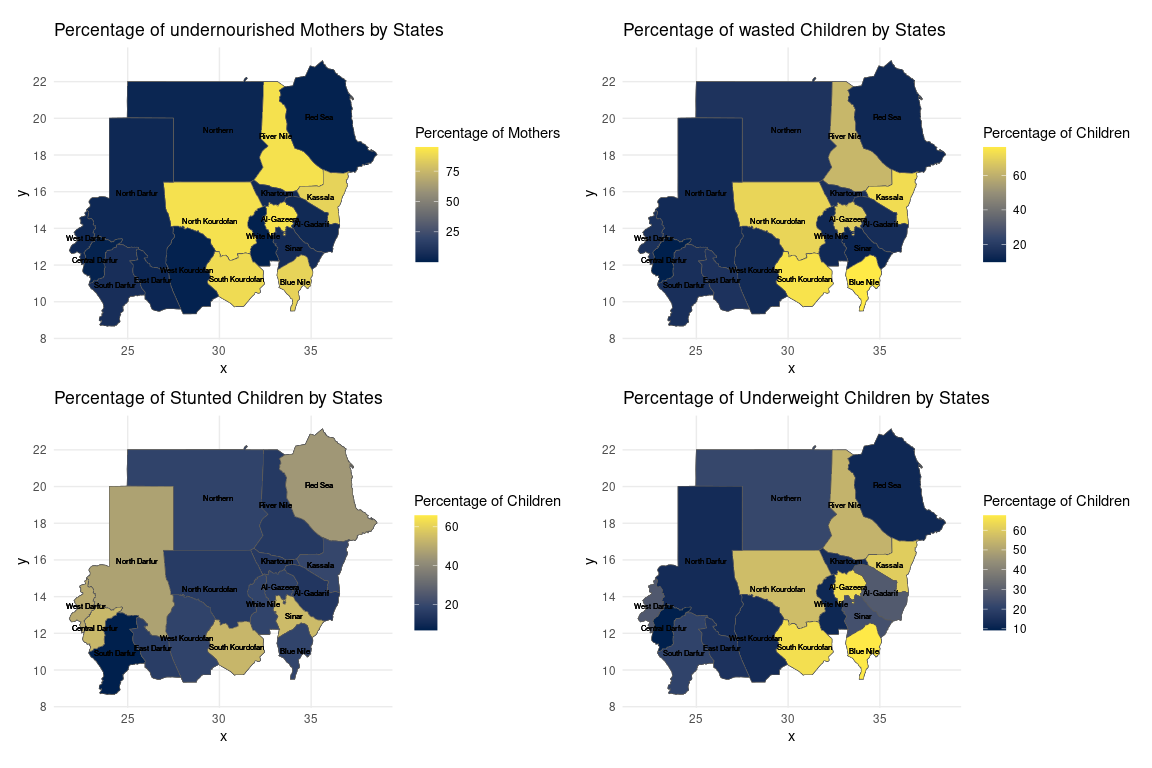 Percentage of undernourished Mothers by States
22
20
18
16
14
12
10
8
25
30
35
x
y
Northern
River Nile
Red Sea
North Darfur
Khartoum
Kassala
North Kourdofan
Al-Gazeera
Al-Gadarif
West Darfur
White Nile
Sinar
Central Darfur
West Kourdofan
South Darfur
East Darfur
South Kourdofan
Blue Nile
Percentage of Mothers
75
50
25
Percentage of wasted Children by States
22
20
18
16
14
12
10
8
25
30
35
x
y
Northern
River Nile
Red Sea
North Darfur
Khartoum
Kassala
North Kourdofan
Al-Gazeera
Al-Gadarif
West Darfur
White Nile
Sinar
Central Darfur
West Kourdofan
South Darfur
East Darfur
South Kourdofan
Blue Nile
Percentage of Children
60
40
20
Percentage of Stunted Children by States
22
20
18
16
14
12
10
8
25
30
35
x
y
Northern
River Nile
Red Sea
North Darfur
Khartoum
Kassala
North Kourdofan
Al-Gazeera
Al-Gadarif
West Darfur
White Nile
Sinar
Central Darfur
West Kourdofan
South Darfur
East Darfur
South Kourdofan
Blue Nile
Percentage of Children
60
40
20
Percentage of Underweight Children by States
22
20
18
16
14
12
10
8
25
30
35
x
y
Northern
River Nile
Red Sea
North Darfur
Khartoum
Kassala
North Kourdofan
Al-Gazeera
Al-Gadarif
West Darfur
White Nile
Sinar
Central Darfur
West Kourdofan
South Darfur
East Darfur
South Kourdofan
Blue Nile
Percentage of Children
60
50
40
30
20
10